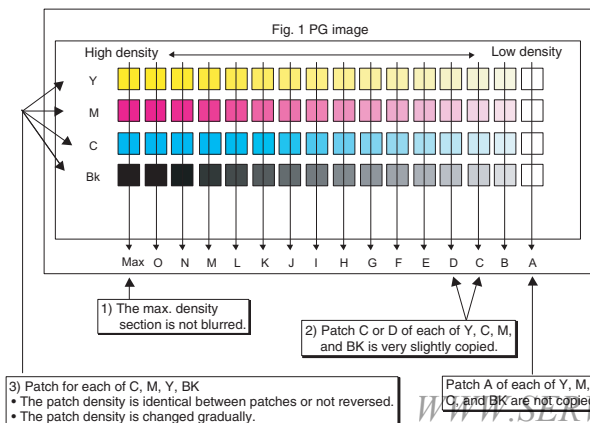 Fig. 1 PG image
High density Low density
Y
M
C
Bk
Max O N M L K J I H G F E D C B A
1) The max. density
section is not blurred.
2) Patch C or D of each of Y, C, M,
and BK is very slightly copied.
3) Patch for each of C, M, Y, BK
• The patch density is identical between patches or not reversed.
• The patch density is changed gradually.
Patch A of each of Y, M,
C, and BK are not copied
WWW.SERV